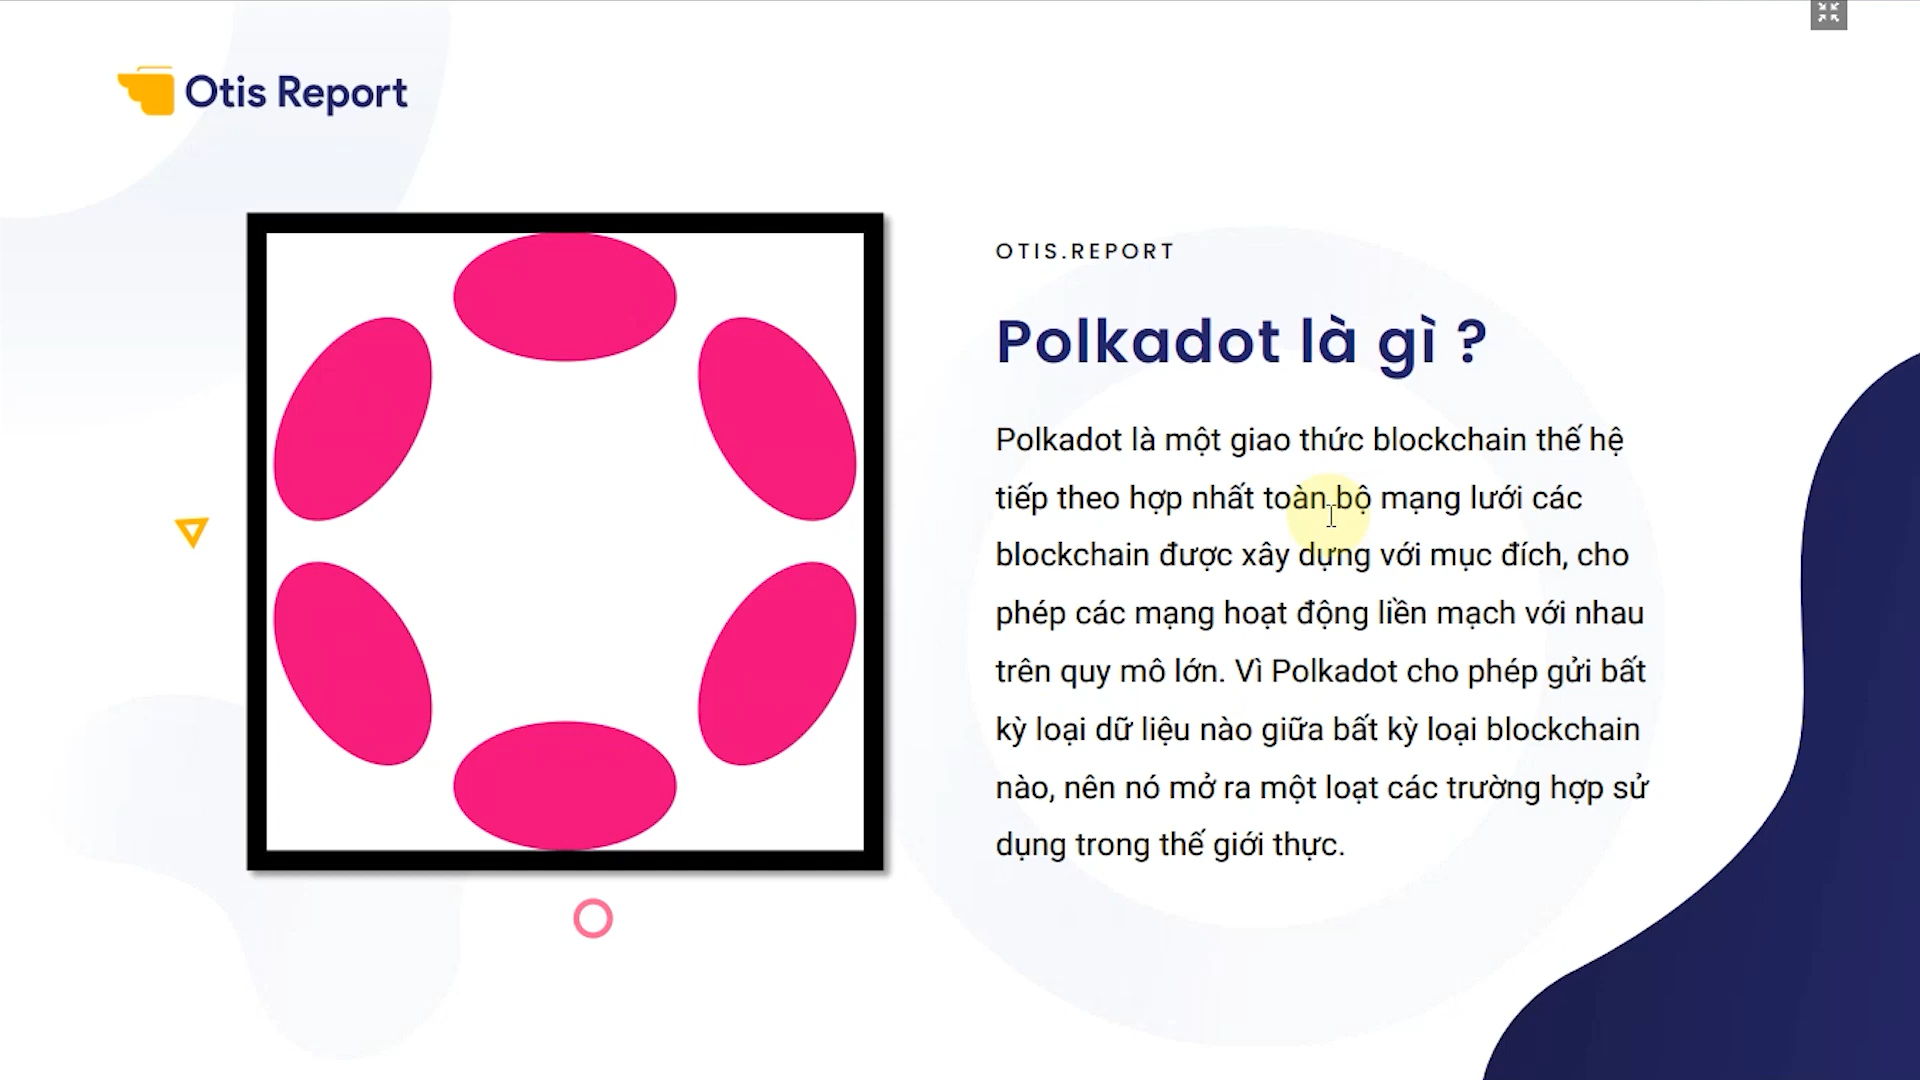 Otis Report
OTIS.REPORT
Polkadot là gì ?
Polkadot là một giao thức blockchain thế hệ
tiếp theo hợp nhất toàn bộ mạng lưới các
blockchain được xây dựng với mục đích, cho
phép các mạng hoạt động liền mạch với nhau
trên quy mô lớn. Vì Polkadot cho phép gửi bất
kỳ loại dữ liệu nào giữa bất kỳ loại blockchain
nào, nên nó mở ra một loạt các trường hợp sử
dụng trong thế giới thực.